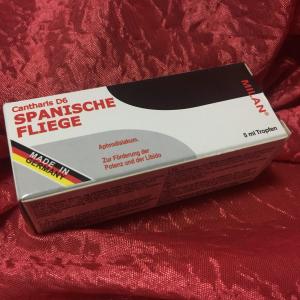 Cantharis D6
SPANISCHE
FLIEGE
MILAN®
Aphrodisiakum.
Zur Förderung der
Potenz und der Libido
5 ml Tropfen
MADE IN
GERMANY